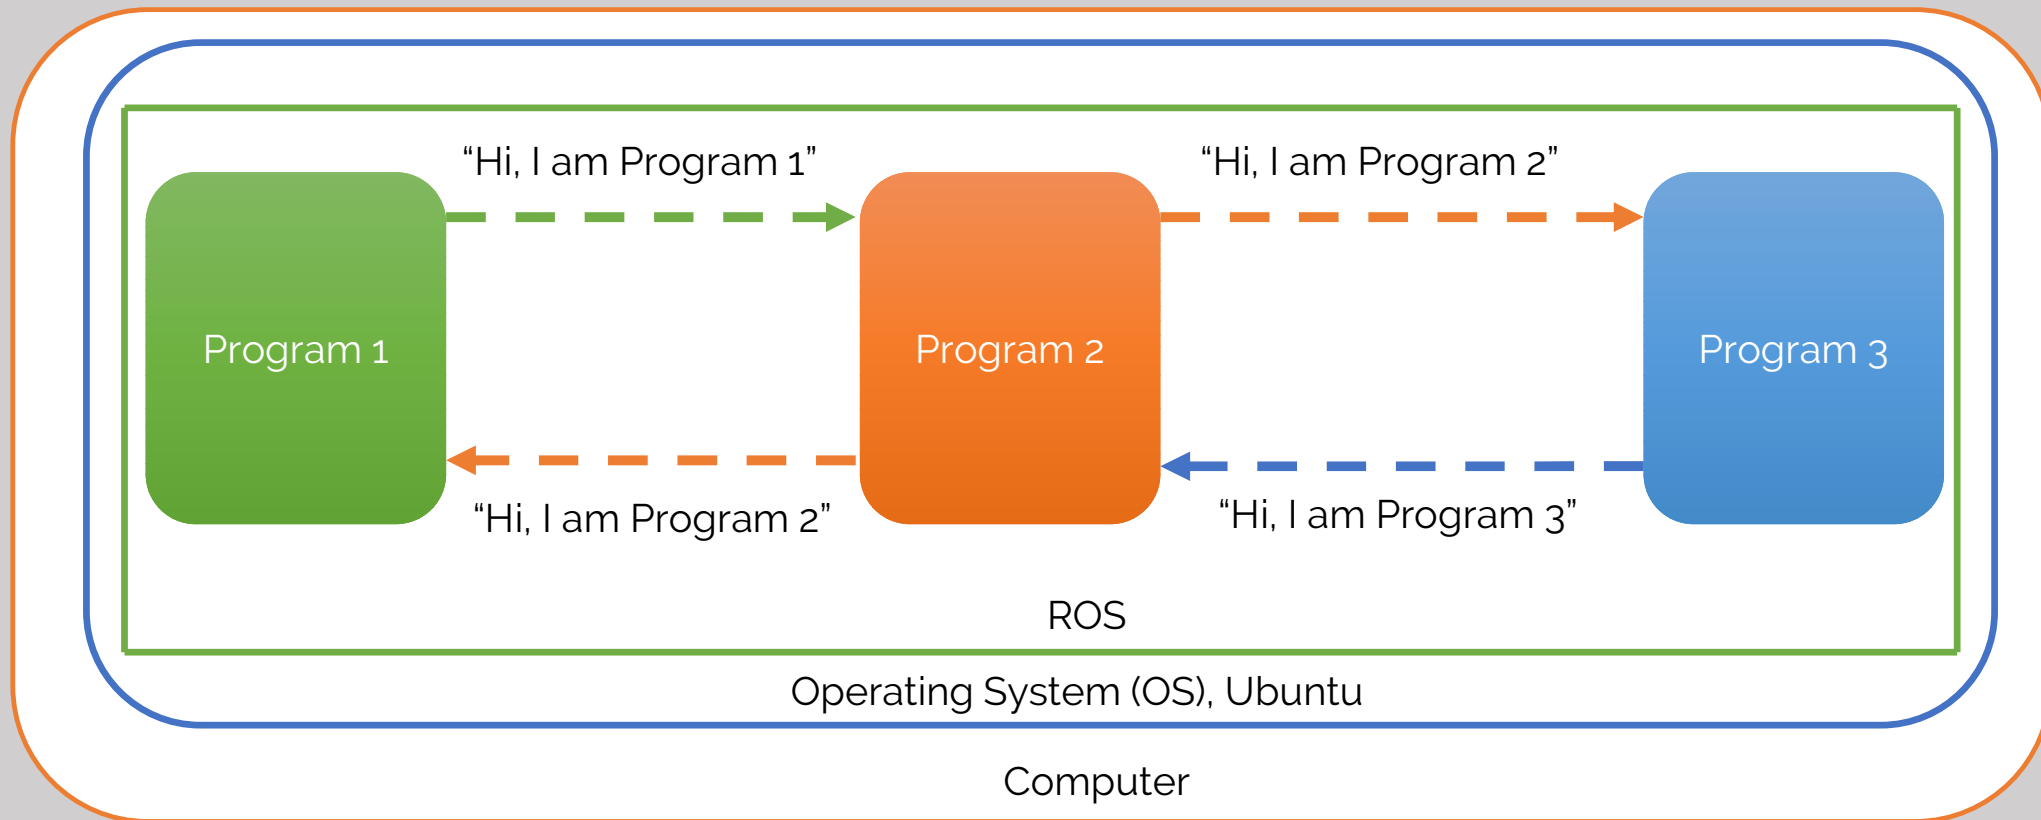 “Hi, I am Program 1”
“Hi, I am Program 2”
Program 1
Program 2
Program 3
“Hi, I am Program 2”
“Hi, I am Program 3”
ROS
Operating System (OS), Ubuntu
Computer